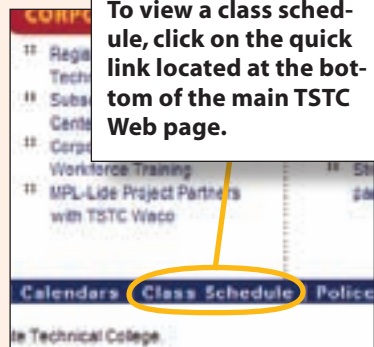 To view a class sched-
ule, click on the quick
link located at the bot-
tom of the main TSTC
Web page.
CORPO
Regi
Techn
Subs
Cente
Corpo
Workforce Training
MPL-Lide Project Partners
with TSTC Waco
Calendars Class Schedule Police
te Technical College.